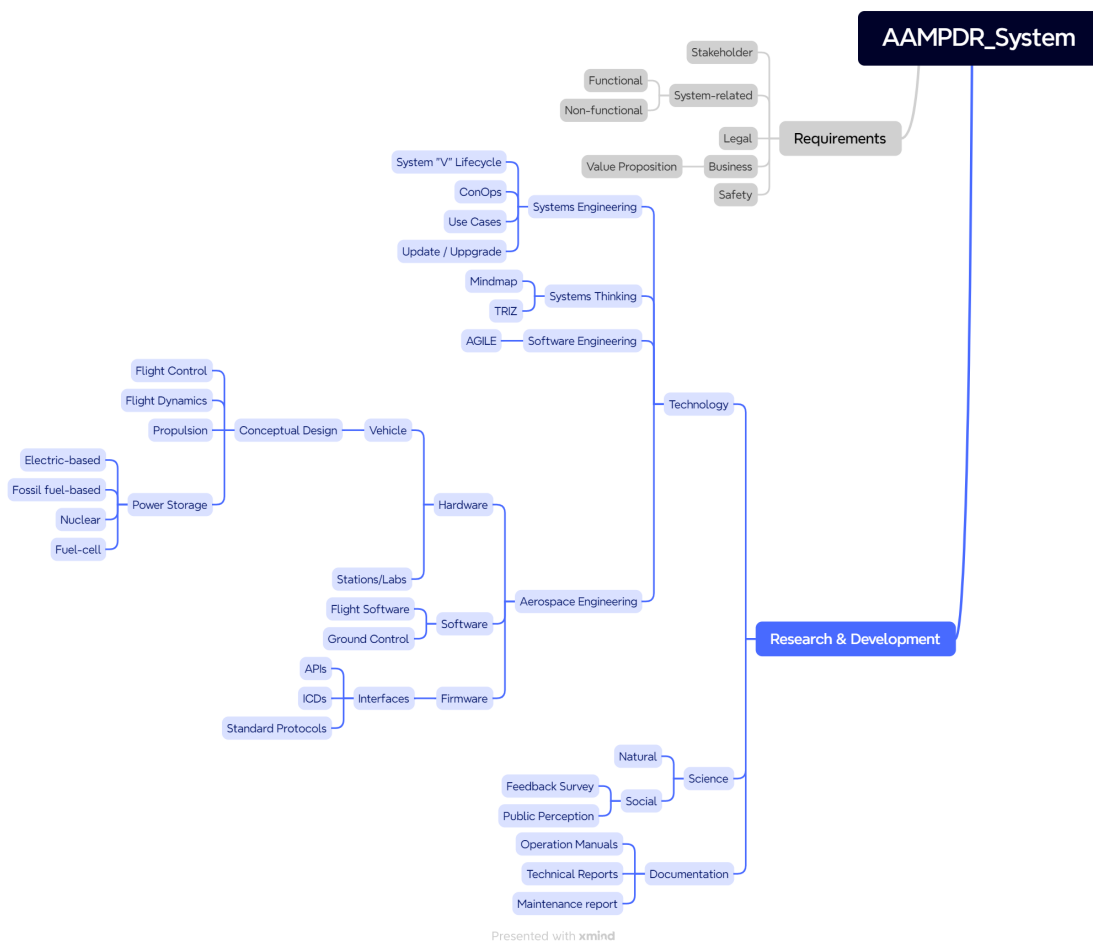 AAMPDR_System
Requirements
Stakeholder
System-related
Functional
Non-functional
Legal
Business
Value Proposition
Safety
Research & Development
Technology
Systems Engineering
System "V" Lifecycle
ConOps
Use Cases
Update / Uppgrade
Systems Thinking
Mindmap
TRIZ
Software Engineering
AGILE
Aerospace Engineering
Hardware
Vehicle
Conceptual Design
Flight Control
Flight Dynamics
Propulsion
Power Storage
Electric-based
Fossil fuel-based
Nuclear
Fuel-cell
Stations/Labs
Software
Flight Software
Ground Control
Firmware
Interfaces
APIs
ICDs
Standard Protocols
Science
Natural
Social
Feedback Survey
Public Perception
Documentation
Operation Manuals
Technical Reports
Maintenance report
Presented with xmind